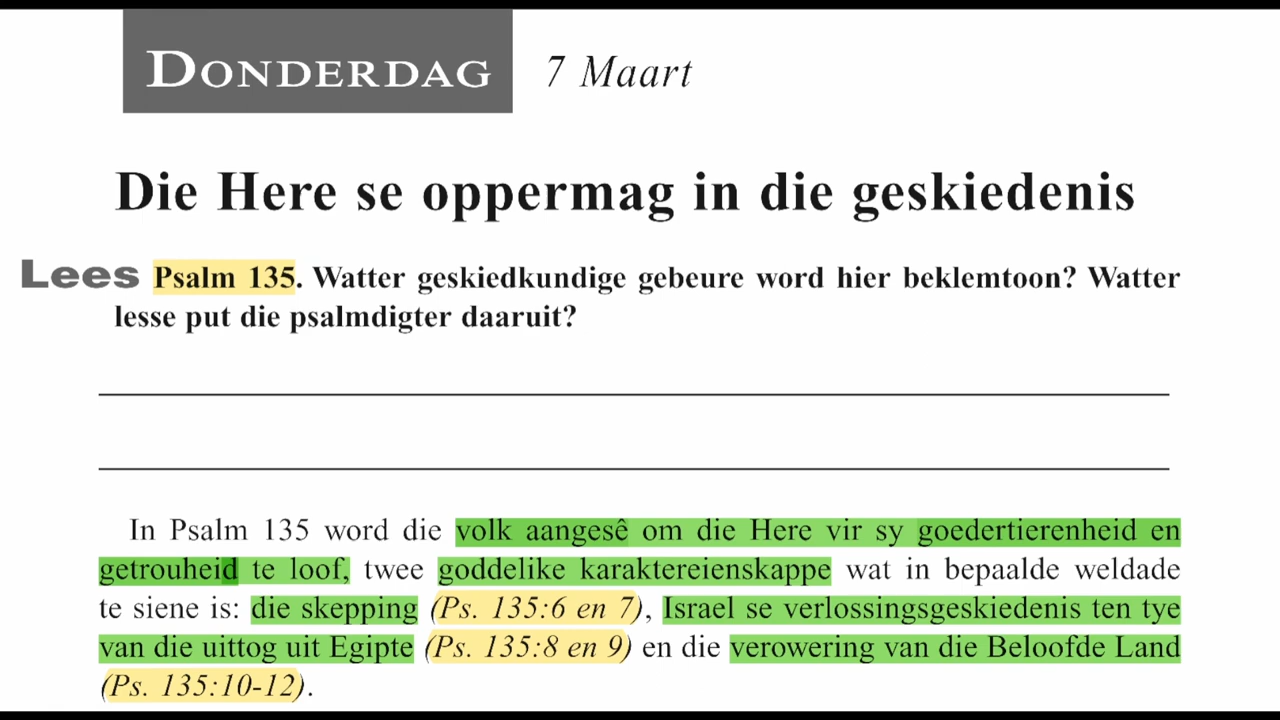 DONDERDAG 7 Maart
Die Here se oppermag in die geskiedenis
Lees Psalm 135. Watter geskiedkundige gebeure word hier beklemtoon? Watter
lesse put die psalmdigter daaruit?
In Psalm 135 word die volk aangesê om die Here vir sy goedertierenheid en
getrouheid te loof, twee goddelike karaktereienskappe wat in bepaalde weldade
te siene is: die skepping (Ps. 135:6 en 7), Israel se verlossingsgeskiedenis ten tye
van die uittog uit Egipte (Ps. 135:8 en 9) en die verowering van die Beloofde Land
(Ps. 135:10-12).